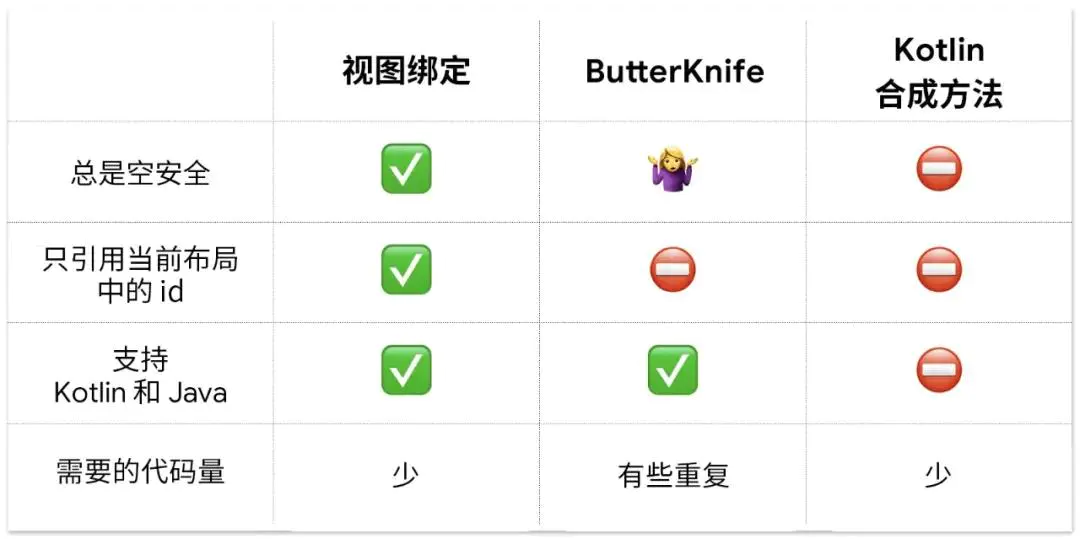 视图绑定
ButterKnife
Kotlin
合成方法
总是空安全
✅
🤷‍♀️
⛔
只引用当前布局
中的 id
✅
⛔
⛔
支持
Kotlin 和 Java
✅
✅
⛔
需要的代码量
少
有些重复
少